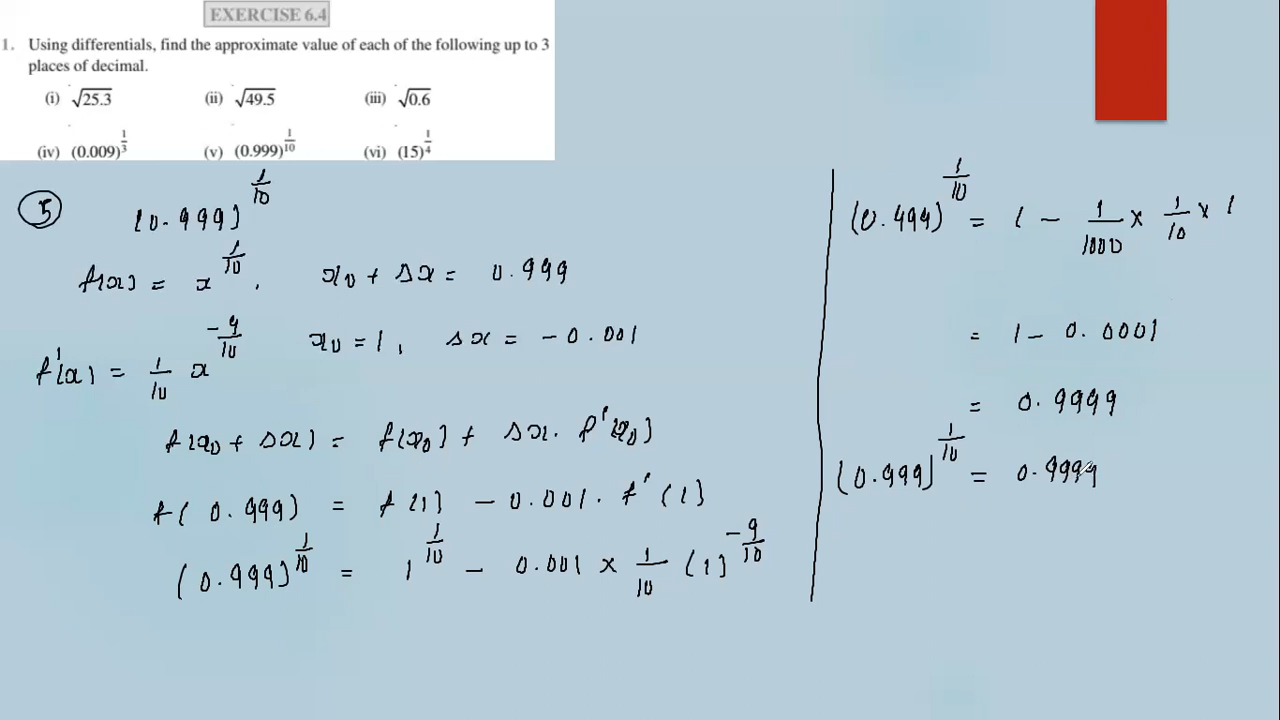 EXERCISE 6.4
1. Using differentials, find the approximate value of each of the following up to 3
places of decimal.
(i) √25.3 (ii) √49.5 (iii) √0.6
(iv) (0.009)^(1/3) (v) (0.999)^(1/10) (vi) (15)^(1/4)
5 (0.999)^(1/10)
f(x) = x^(1/10), x₀ + Δx = 0.999
f'(x) = 1/10 x^(-9/10) x₀ = 1, Δx = -0.001
f(x₀ + Δx) = f(x₀) + Δx. f'(x₀)
f(0.999) = f(1) - 0.001. f'(1)
(0.999)^(1/10) = 1^(1/10) - 0.001 × 1/10 (1)^(-9/10)
(0.999)^(1/10) = 1 - 1/1000 × 1/10 × 1
= 1 - 0.0001
= 0.9999
(0.999)^(1/10) = 0.9999